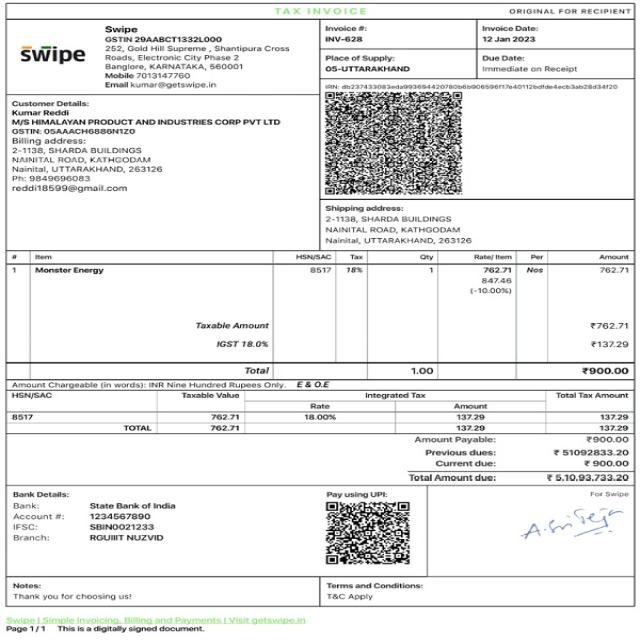 TAX INVOICE
ORIGINAL FOR RECIPIENT
swipe
Swipe
GSTIN 29AABCT1332L000
252, Gold Hill Supreme , Shantipura Cross
Roads, Electronic City Phase 2
Banglore, KARNATAKA, 560001
Mobile 7013147760
Email kumar@getswipe.in
Invoice #:
INV-628
Invoice Date:
12 Jan 2023
Place of Supply:
05-UTTARAKHAND
Due Date:
Immediate on Receipt
Customer Details:
Kumar Reddi
M/S HIMALAYAN PRODUCT AND INDUSTRIES CORP PVT LTD
GSTIN: 05AAACH6886N1Z0
Billing address:
2-1138, SHARDA BUILDINGS
NAINITAL ROAD, KATHGODAM
Nainital, UTTARAKHAND, 263126
Ph: 9849696083
reddi18599@gmail.com
IRN:
Shipping address:
2-1138, SHARDA BUILDINGS
NAINITAL ROAD, KATHGODAM
Nainital, UTTARAKHAND, 263126
# Item HSN/SAC Tax Qty Rate/ Item Per Amount
1 Monster Energy 8517 18% 1 762.71 Nos 762.71
847.46
(-10.00%)
Taxable Amount ₹762.71
IGST 18.0% ₹137.29
Total 1.00 ₹900.00
Amount Chargeable (in words): INR Nine Hundred Rupees Only. E & O.E
HSN/SAC Taxable Value Integrated Tax Total Tax Amount
Rate Amount
8517 762.71 18.00% 137.29 137.29
TOTAL 762.71 137.29 137.29
Amount Payable: ₹900.00
Previous dues: ₹ 51092833.20
Current due: ₹ 900.00
Total Amount due: ₹ 5,10,93,733.20
Bank Details:
Bank: State Bank of India
Account #: 1234567890
IFSC: SBIN0021233
Branch: RGUIIIT NUZVID
Pay using UPI:
For Swipe
Notes:
Thank you for choosing us!
Terms and Conditions:
T&C Apply
Swipe | Simple Invoicing, Billing and Payments | Visit getswipe.in
Page 1 / 1 This is a digitally signed document.